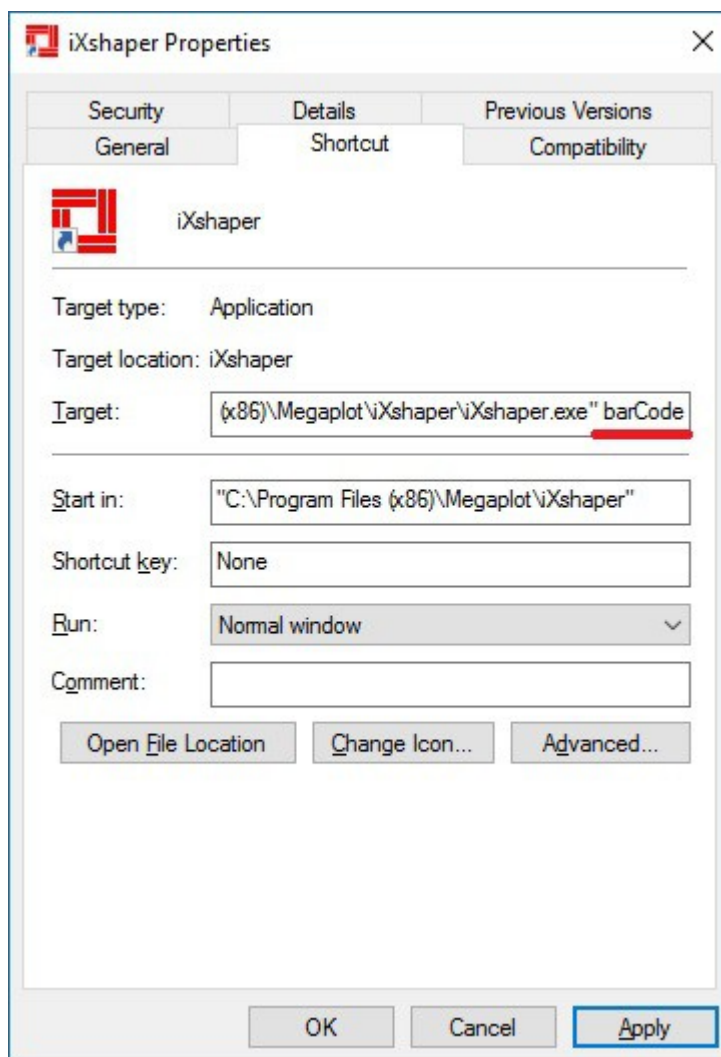 iXshaper Properties
Security Details Previous Versions
General Shortcut Compatibility
iXshaper
Target type: Application
Target location: iXshaper
Target: (x86)\Megaplot\iXshaper\iXshaper.exe" barCode
Start in: "C:\Program Files (x86)\Megaplot\iXshaper"
Shortcut key: None
Run: Normal window
Comment:
Open File Location Change Icon... Advanced...
OK Cancel Apply